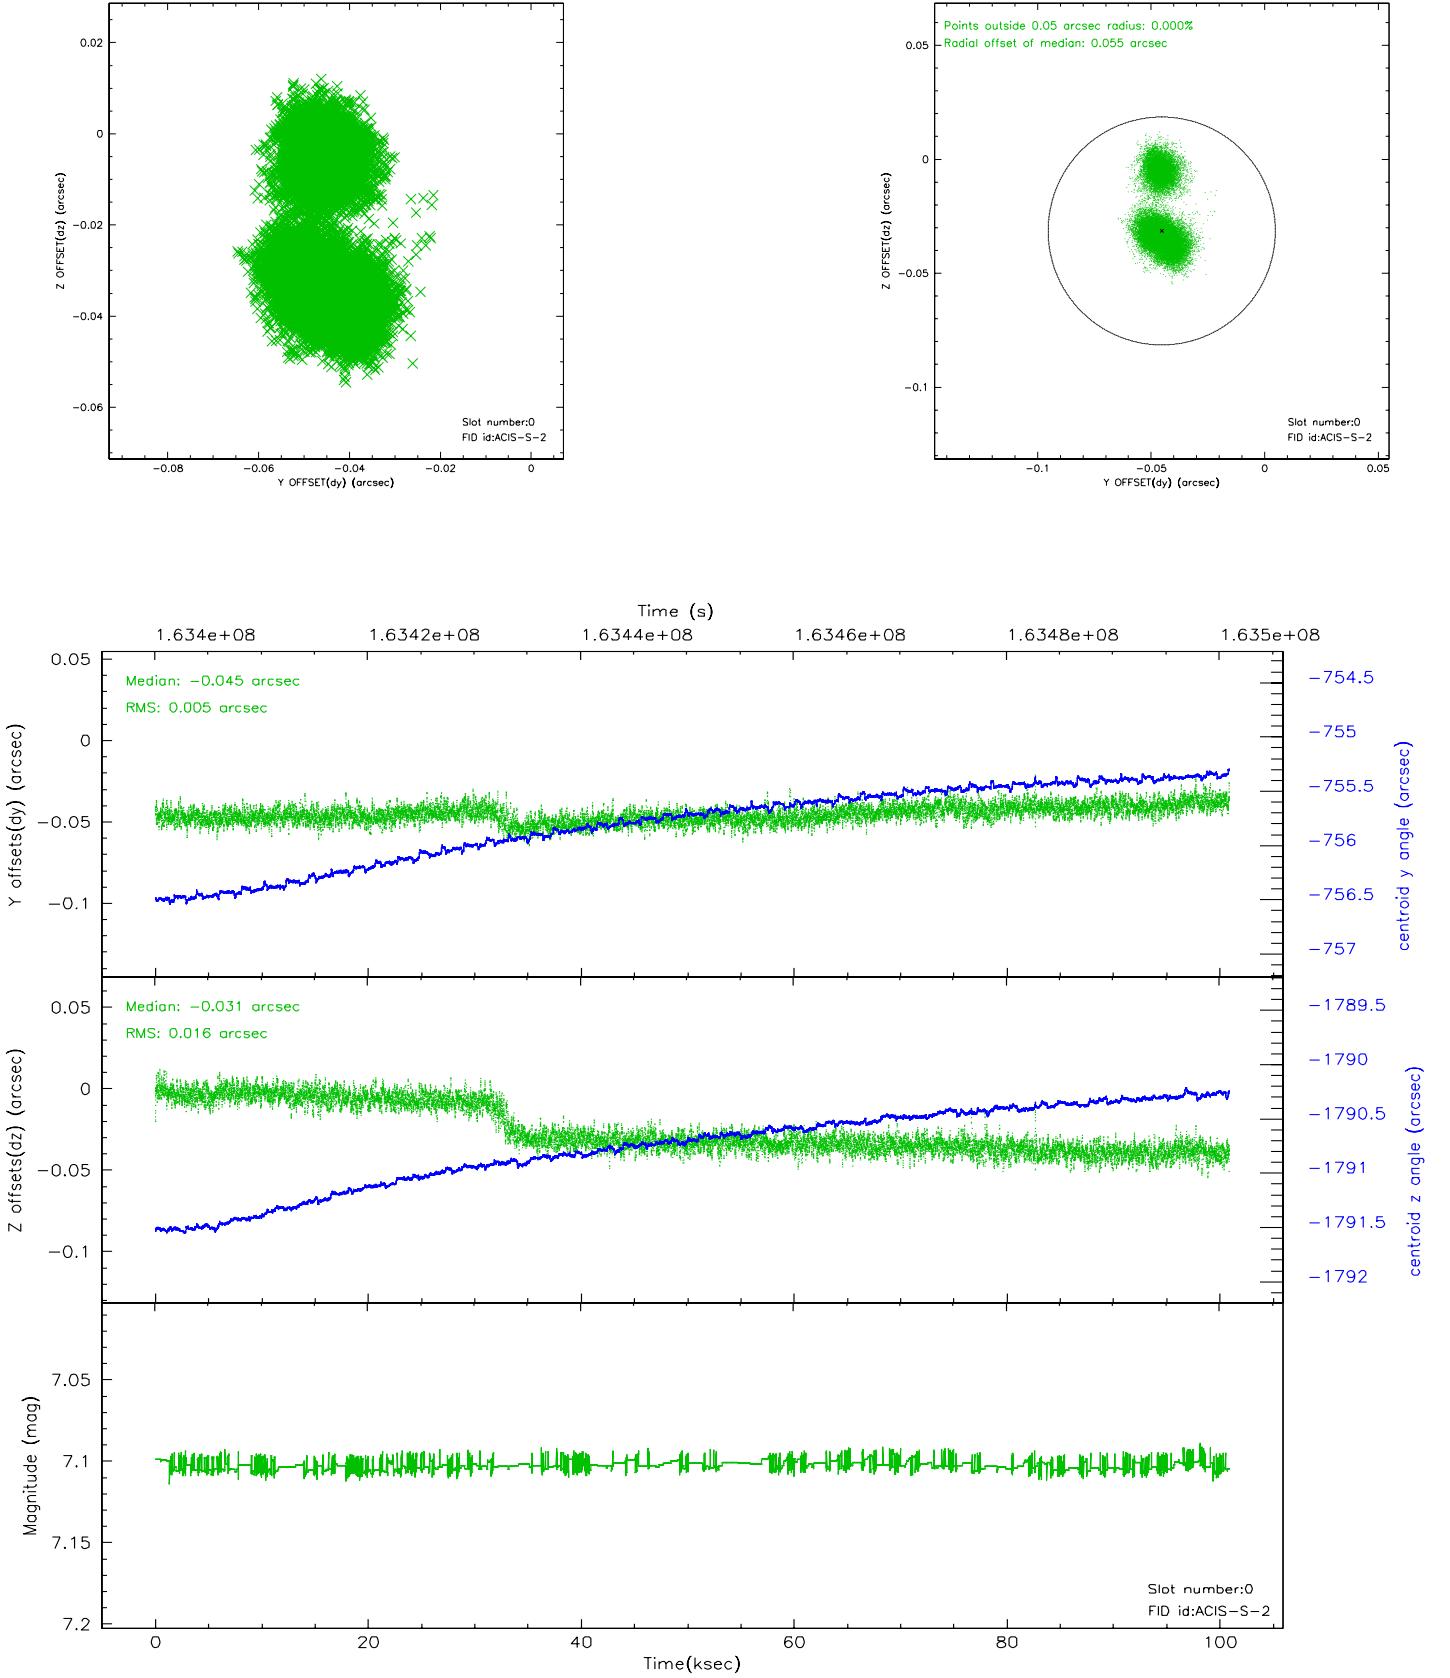 0.02
0
−0.02
−0.04
−0.06
Z OFFSET(dz) (arcsec)
Slot number:0
FID id:ACIS−S−2
−0.08 −0.06 −0.04 −0.02 0
Y OFFSET(dy) (arcsec)
Points outside 0.05 arcsec radius: 0.000%
Radial offset of median: 0.055 arcsec
0.05
0
−0.05
−0.1
Z OFFSET(dz) (arcsec)
Slot number:0
FID id:ACIS−S−2
−0.1 −0.05 0 0.05
Y OFFSET(dy) (arcsec)
Time (s)
1.634e+08 1.6342e+08 1.6344e+08 1.6346e+08 1.6348e+08 1.635e+08
Median: −0.045 arcsec
RMS: 0.005 arcsec
0.05
0
−0.05
−0.1
Y offsets(dy) (arcsec)
−754.5
−755
−755.5
−756
−756.5
−757
centroid y angle (arcsec)
Median: −0.031 arcsec
RMS: 0.016 arcsec
0.05
0
−0.05
−0.1
Z offsets(dz) (arcsec)
−1789.5
−1790
−1790.5
−1791
−1791.5
−1792
centroid z angle (arcsec)
7.05
7.1
7.15
7.2
Magnitude (mag)
Slot number:0
FID id:ACIS−S−2
0 20 40 60 80 100
Time(ksec)